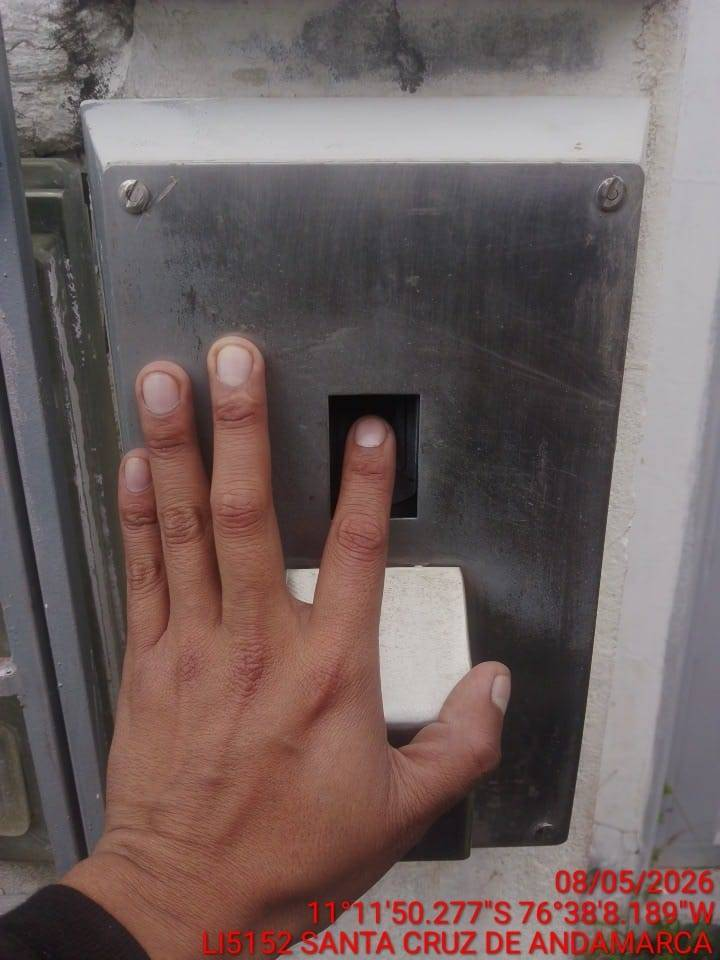 08/05/2026
11°11'50.277"S 76°38'8.189"W
LI5152 SANTA CRUZ DE ANDAMARCA